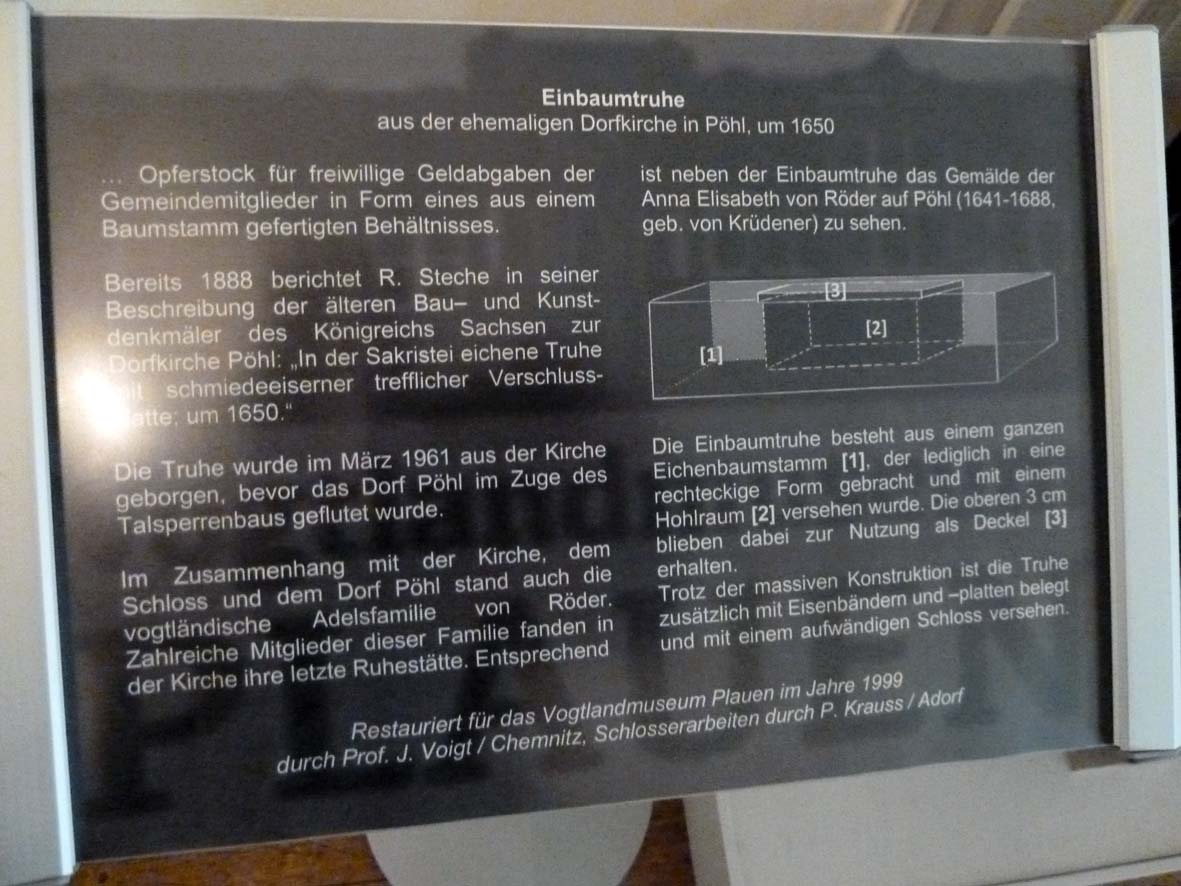 Einbaumtruhe
aus der ehemaligen Dorfkirche in Pöhl, um 1650
... Opferstock für freiwillige Geldabgaben der
Gemeindemitglieder in Form eines aus einem
Baumstamm gefertigten Behältnisses.
Bereits 1888 berichtet R. Steche in seiner
Beschreibung der älteren Bau– und Kunst-
denkmäler des Königreichs Sachsen zur
Dorfkirche Pöhl: „In der Sakristei eichene Truhe
mit schmiedeeiserner trefflicher Verschluss-
platte; um 1650.“
Die Truhe wurde im März 1961 aus der Kirche
geborgen, bevor das Dorf Pöhl im Zuge des
Talsperrenbaus geflutet wurde.
Im Zusammenhang mit der Kirche, dem
Schloss und dem Dorf Pöhl stand auch die
vogtländische Adelsfamilie von Röder.
Zahlreiche Mitglieder dieser Familie fanden in
der Kirche ihre letzte Ruhestätte. Entsprechend
ist neben der Einbaumtruhe das Gemälde der
Anna Elisabeth von Röder auf Pöhl (1641-1688,
geb. von Krüdener) zu sehen.
[3]
[2]
[1]
Die Einbaumtruhe besteht aus einem ganzen
Eichenbaumstamm [1], der lediglich in eine
rechteckige Form gebracht und mit einem
Hohlraum [2] versehen wurde. Die oberen 3 cm
blieben dabei zur Nutzung als Deckel [3]
erhalten.
Trotz der massiven Konstruktion ist die Truhe
zusätzlich mit Eisenbändern und –platten belegt
und mit einem aufwändigen Schloss versehen.
Restauriert für das Vogtlandmuseum Plauen im Jahre 1999
durch Prof. J. Voigt / Chemnitz, Schlosserarbeiten durch P. Krauss / Adorf